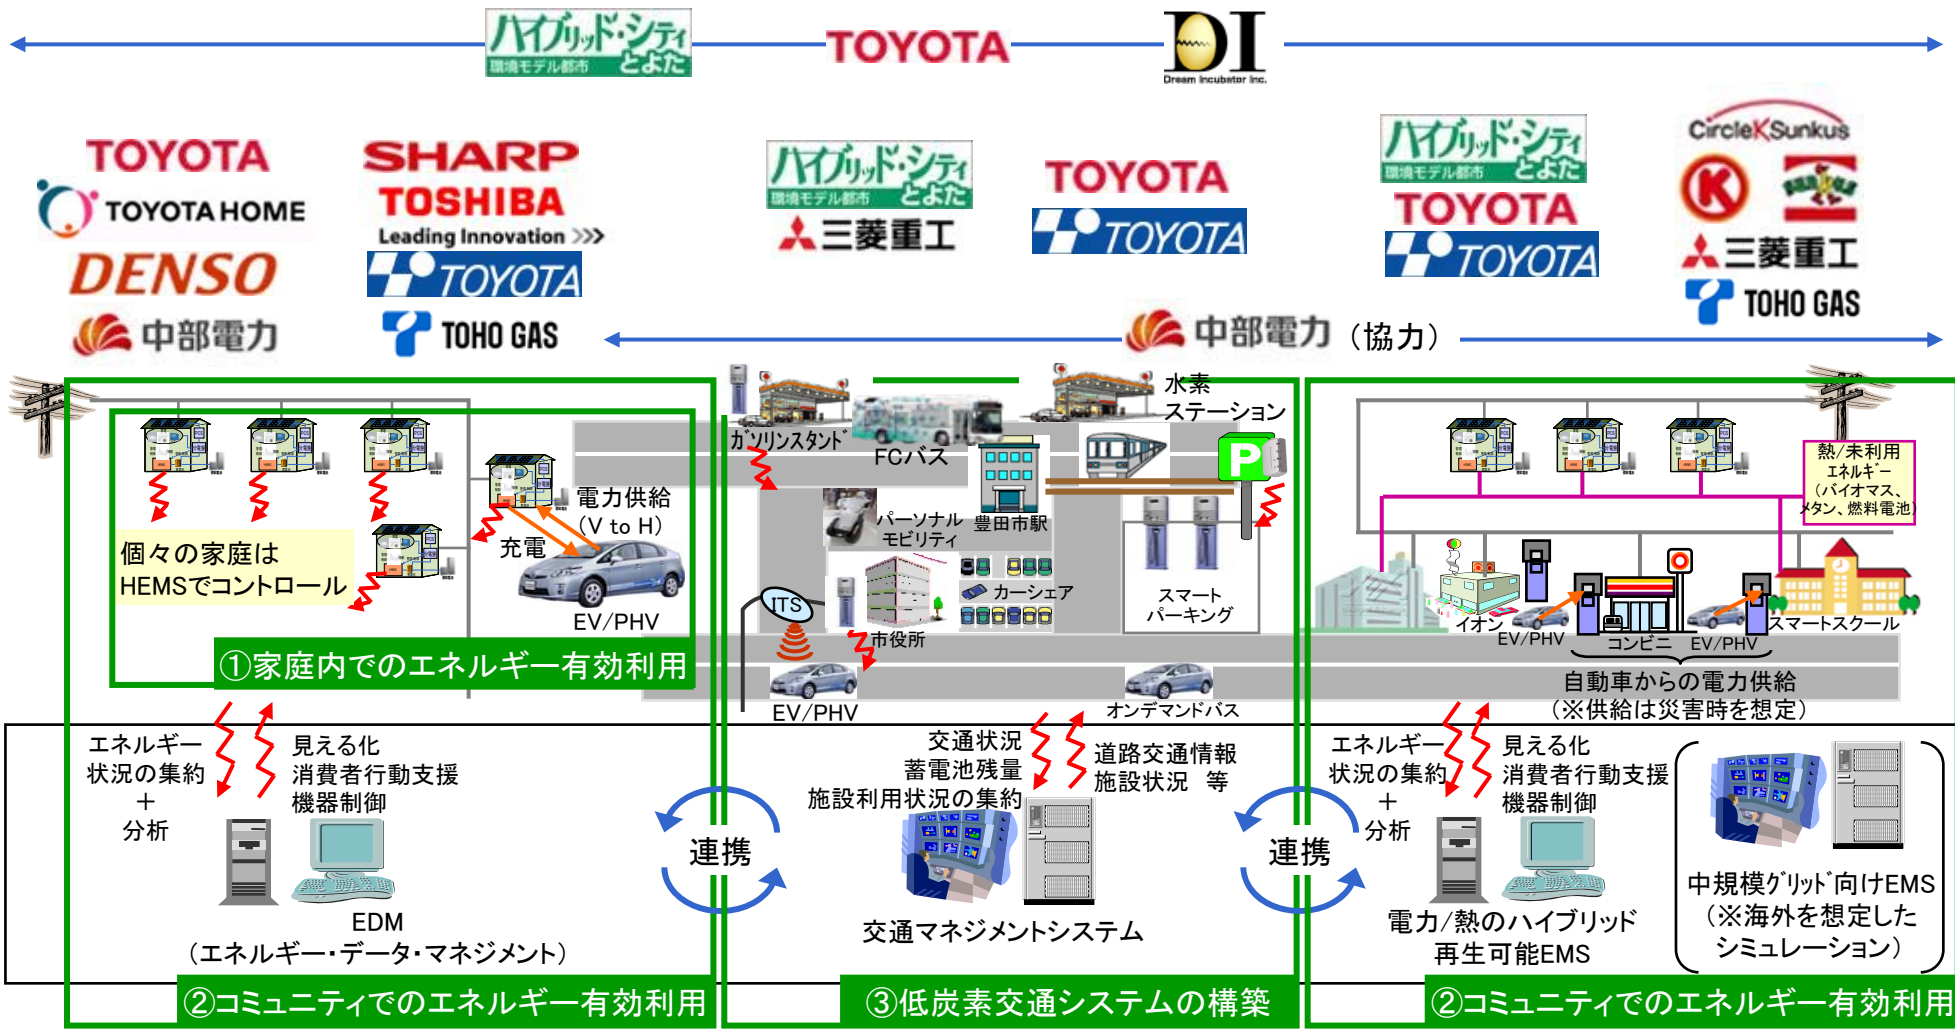 ハイブリッド・シティ
環境モデル都市 とよた
TOYOTA
DI
Dream Incubator Inc.
TOYOTA
TOYOTA HOME
DENSO
中部電力
SHARP
TOSHIBA
Leading Innovation >>>
TOYOTA
TOHO GAS
ハイブリッド・シティ
環境モデル都市 とよた
三菱重工
TOYOTA
TOYOTA
ハイブリッド・シティ
環境モデル都市 とよた
TOYOTA
TOYOTA
CircleKSunkus
K
三菱重工
TOHO GAS
中部電力（協力）
個々の家庭は
HEMSでコントロール
電力供給
(V to H)
充電
EV/PHV
①家庭内でのエネルギー有効利用
ガソリンスタンド
FCバス
水素
ステーション
P
パーソナル
モビリティ
豊田市駅
カーシェア
スマート
パーキング
ITS
市役所
EV/PHV
オンデマンドバス
熱/未利用
エネルギー
(バイオマス、
メタン、燃料電池)
イオン
EV/PHV
コンビニ
EV/PHV
スマートスクール
自動車からの電力供給
(※供給は災害時を想定)
エネルギー
状況の集約
＋
分析
見える化
消費者行動支援
機器制御
EDM
(エネルギー・データ・マネジメント)
連携
交通状況
蓄電池残量
施設利用状況の集約
道路交通情報
施設状況 等
交通マネジメントシステム
連携
エネルギー
状況の集約
＋
分析
見える化
消費者行動支援
機器制御
電力/熱のハイブリッド
再生可能EMS
中規模グリッド向けEMS
(※海外を想定した
シミュレーション)
②コミュニティでのエネルギー有効利用
③低炭素交通システムの構築
②コミュニティでのエネルギー有効利用